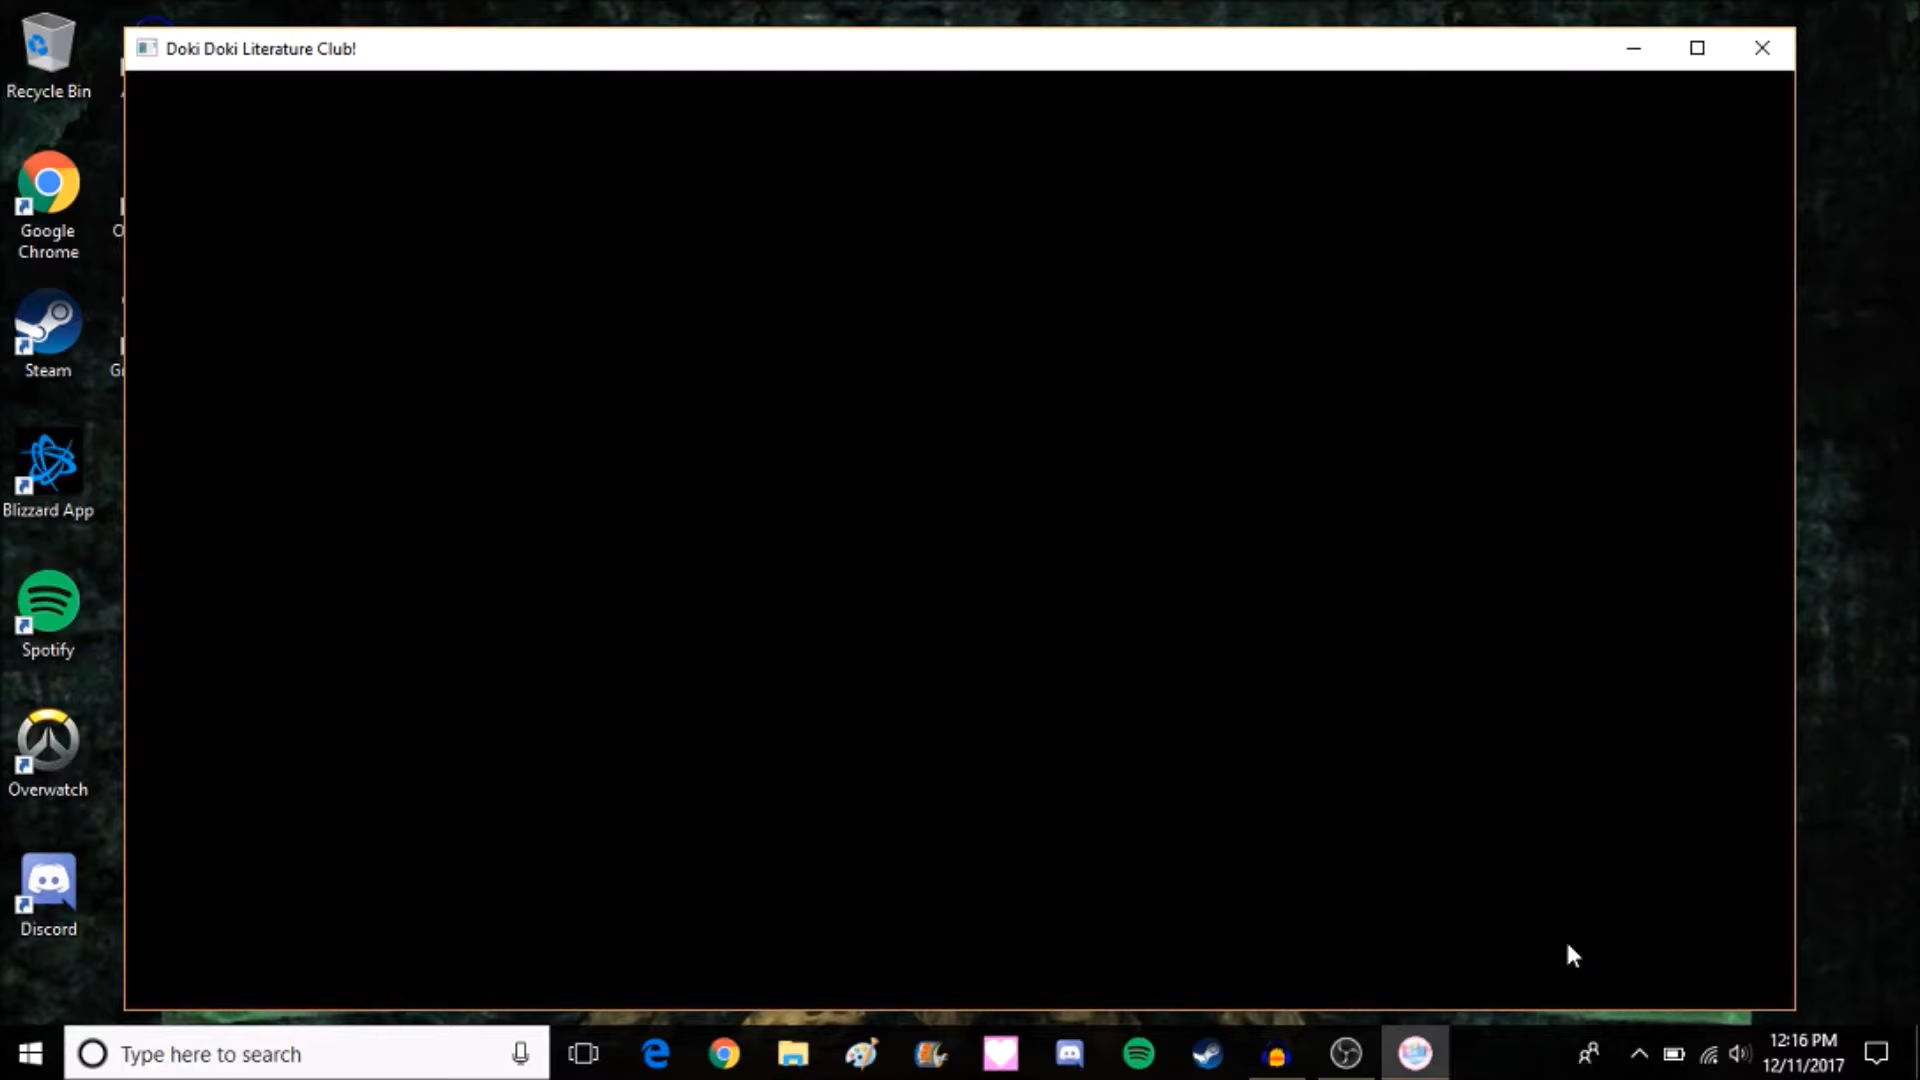 Doki Doki Literature Club!
Recycle Bin
Google
Chrome
Steam
Blizzard App
Spotify
Overwatch
Discord
Type here to search
12:16 PM
12/11/2017